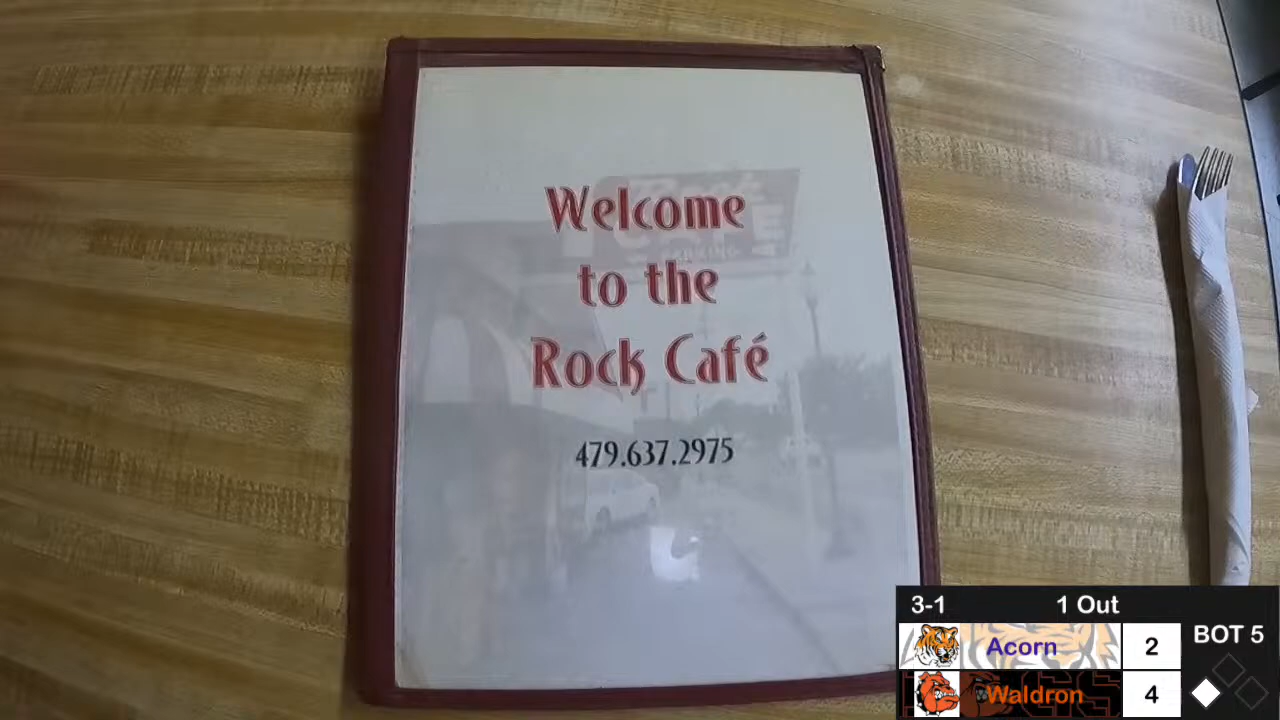 Welcome
to the
Rock Café
479.637.2975
3-1 1 Out
Acorn 2 BOT 5
Waldron 4